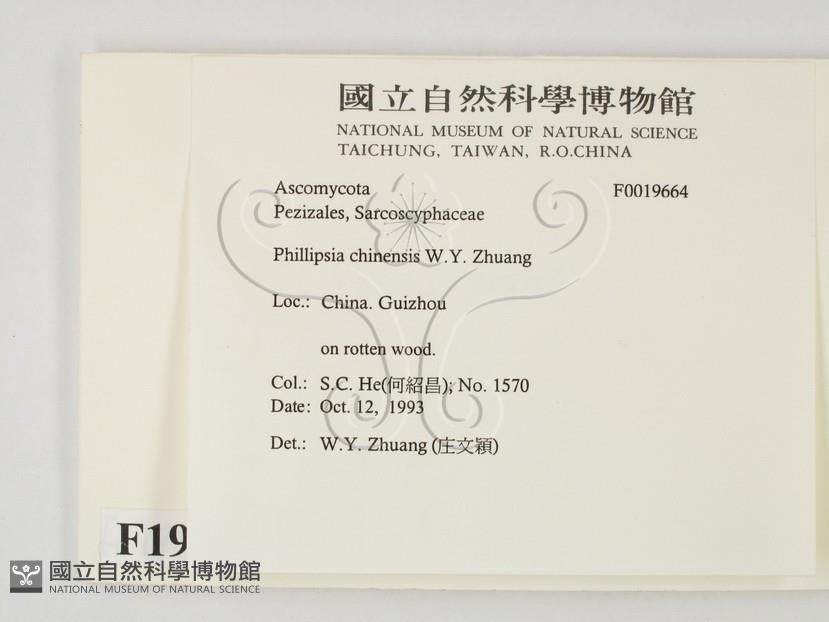 國立自然科學博物館
NATIONAL MUSEUM OF NATURAL SCIENCE
TAICHUNG, TAIWAN, R.O.CHINA
Ascomycota F0019664
Pezizales, Sarcoscyphaceae
Phillipsia chinensis W.Y. Zhuang
Loc.: China. Guizhou
on rotten wood.
Col.: S.C. He(何紹昌); No. 1570
Date: Oct. 12, 1993
Det.: W.Y. Zhuang (庄文穎)
F19
國立自然科學博物館
NATIONAL MUSEUM OF NATURAL SCIENCE